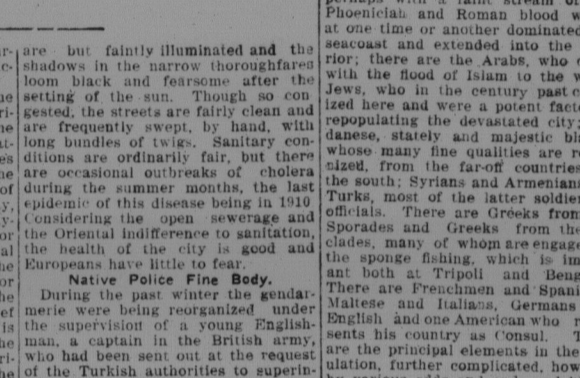 are but faintly illuminated and the
shadows in the narrow thoroughfares
loom black and fearsome after the
setting of the sun. Though so con
gested, the streets are fairly clean and
are frequently swept, by hand, with
long bundles of twigs. Sanitary con-
ditions are ordinarily fair, but there
are occasional outbreaks of cholera
during the summer months, the last
epidemic of this disease being in 1910
Considering the open sewerage and
the Oriental indifference to sanitation,
the health of the city is good and
Europeans have little to fear.
Native Police Fine Body.
During the past winter the gendar-
merie were being reorganized under
the supervision of a young English-
man, a captain in the British army,
who had been sent out at the request
of the Turkish authorities to superin-
perhaps with a faint stream of
Phoenician and Roman blood
at one time or another dominated
seacoast and extended into the
rior; there are the Arabs, who
with the flood of Islam to the
Jews, who in the century past
ized here and were a potent
repopulating the devastated city;
danese, stately and majestic
whose many fine qualities are
nized, from the far-off countries
the south; Syrians and Armenian
Turks, most of the latter soldier
officials. There are Greeks from
Sporades and Greeks from
clades, many of whom are engage
the sponge fishing, which is im
ant both at Tripoli and Beng
There are Frenchmen and Spani
Maltese and Italians, Germans
English and one American who
sents his country as Consul.
are the principal elements in the
ulation, further complicated, how